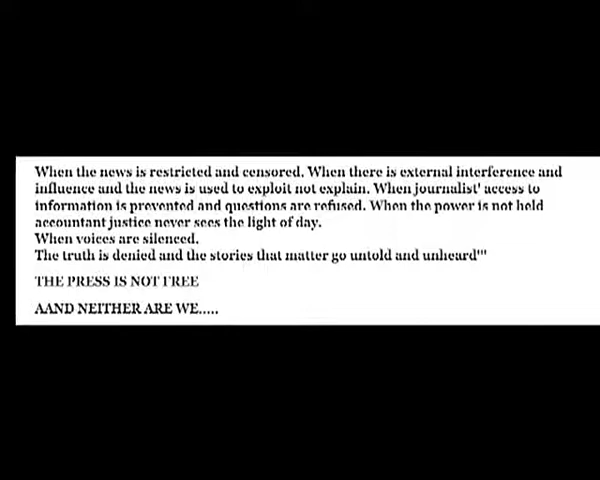 When the news is restricted and censored. When there is external interference and
influence and the news is used to exploit not explain. When journalist' access to
information is prevented and questions are refused. When the power is not held
accountant justice never sees the light of day.
When voices are silenced.
The truth is denied and the stories that matter go untold and unheard'"
THE PRESS IS NOT FREE
AAND NEITHER ARE WE.....